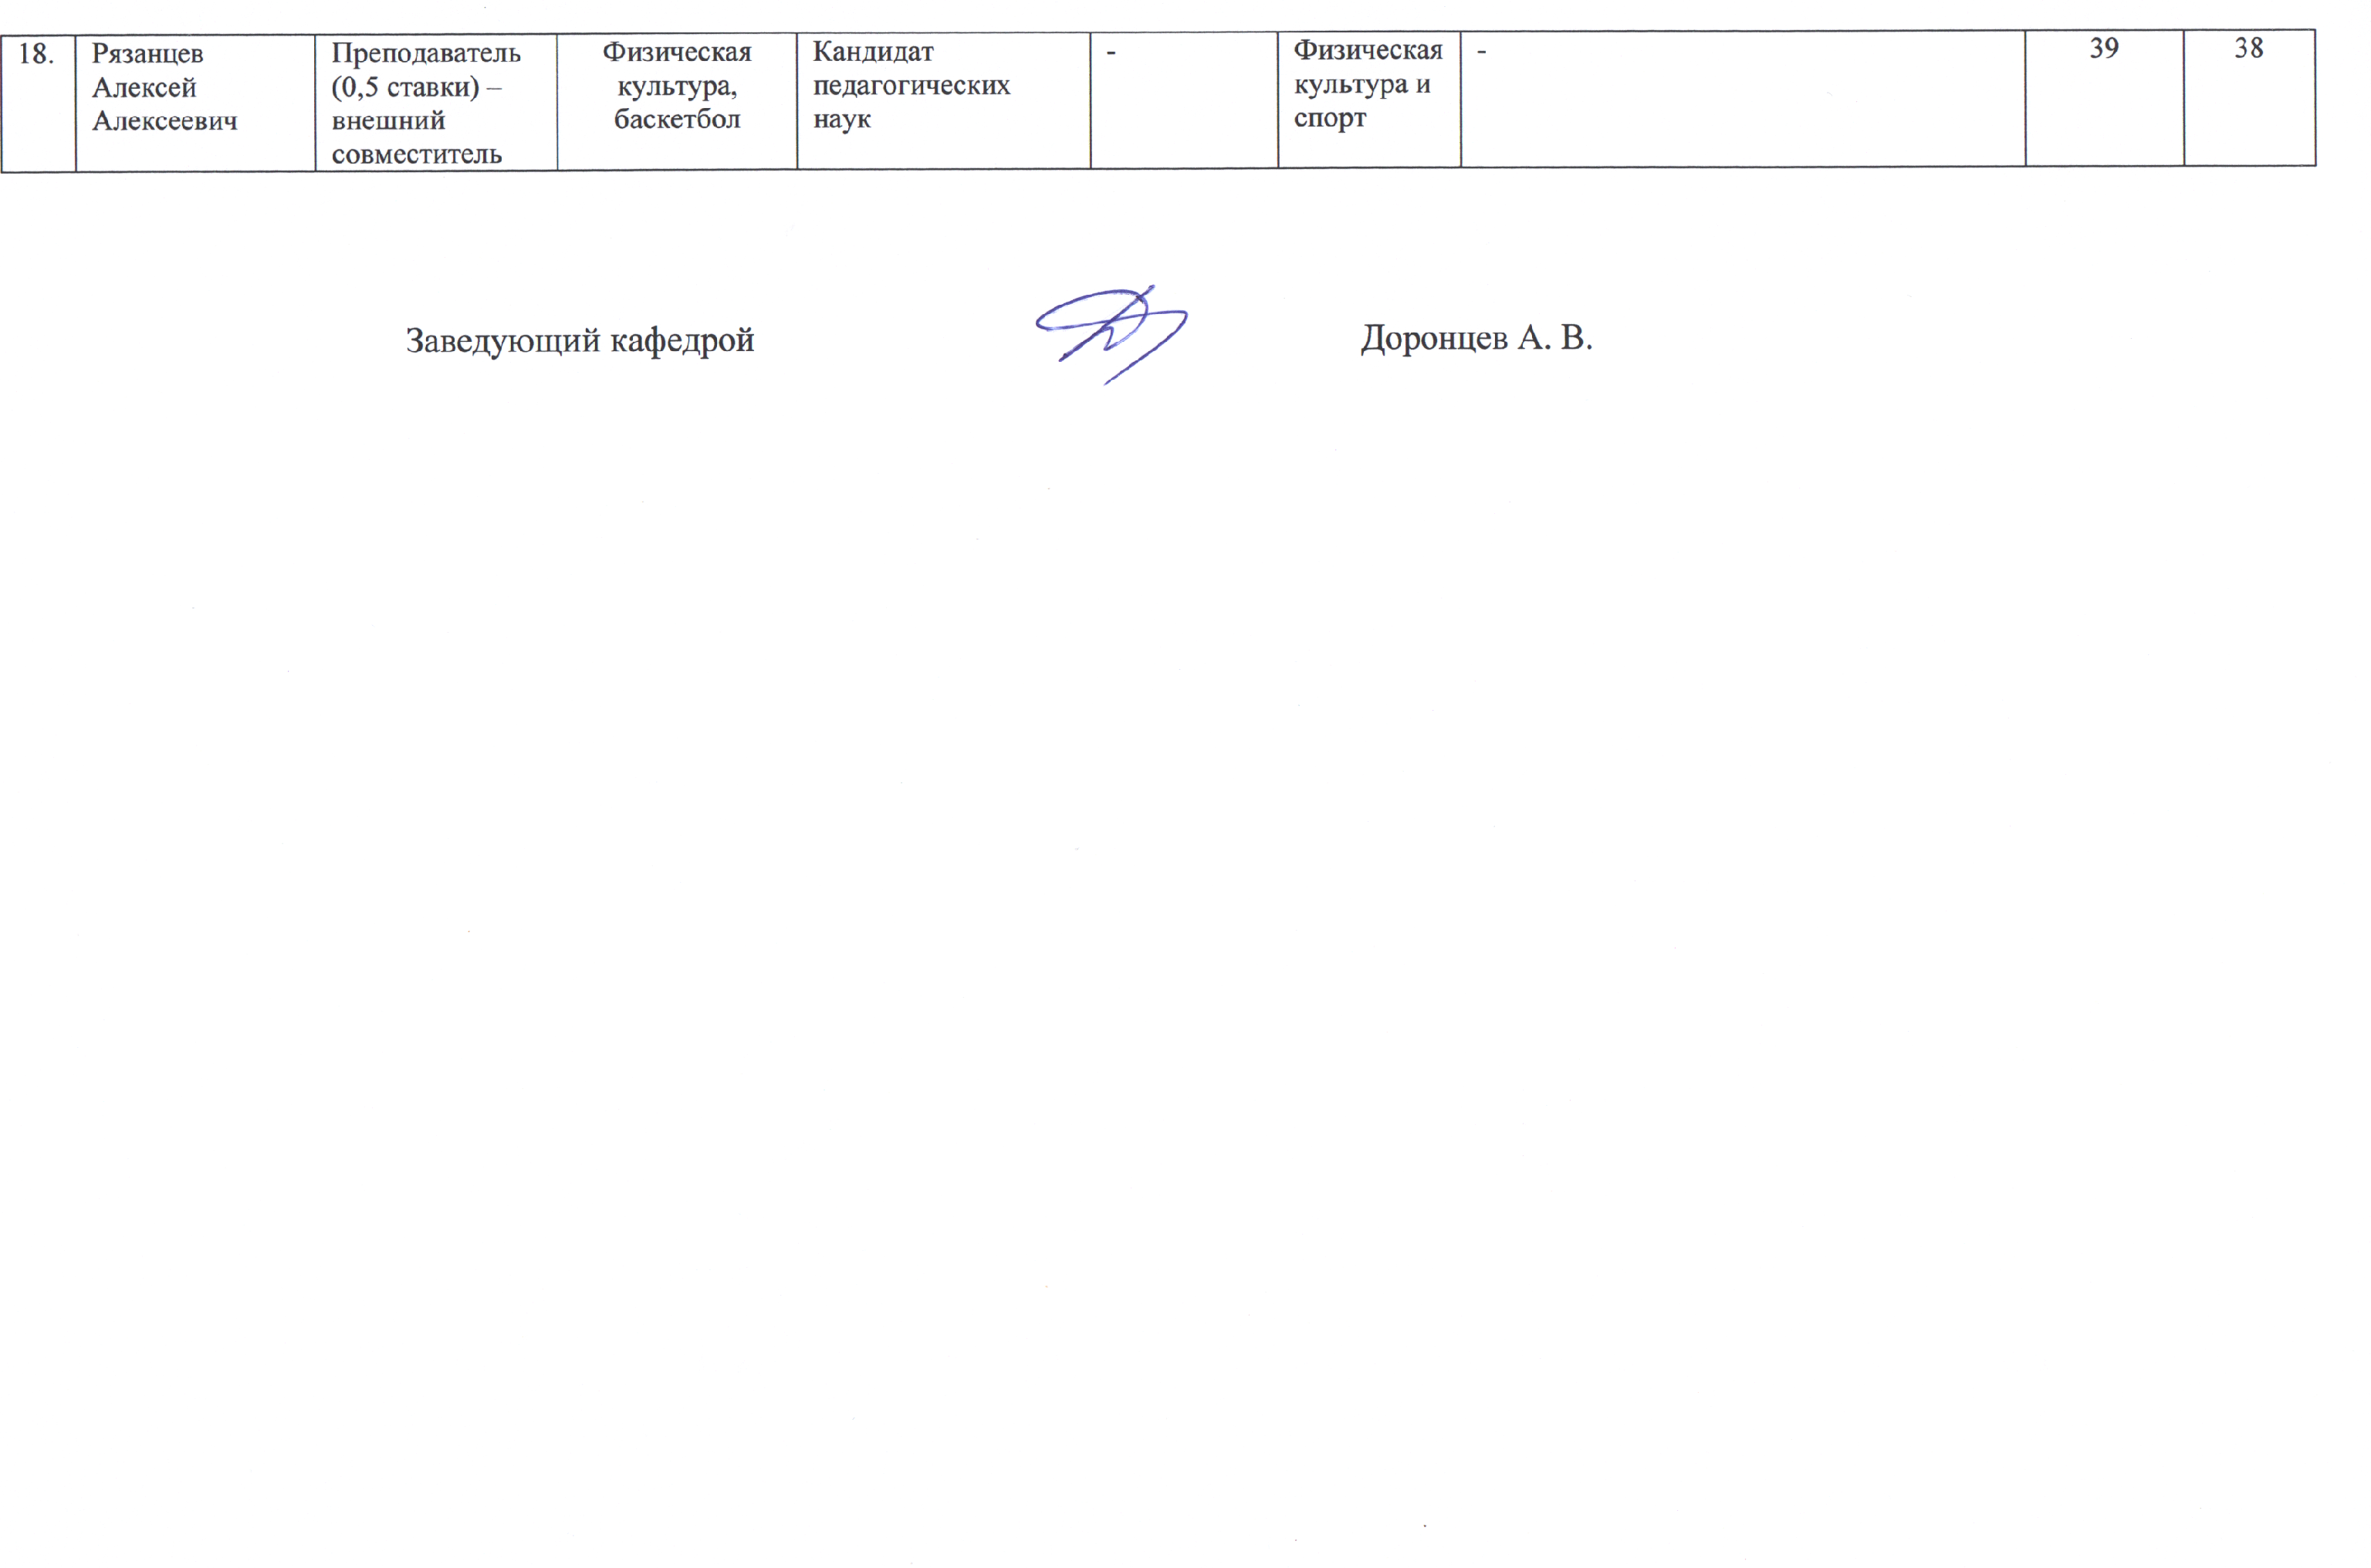 18.
Рязанцев
Алексей
Алексеевич
Преподаватель
(0,5 ставки) –
внешний
совместитель
Физическая
культура,
баскетбол
Кандидат
педагогических
наук
-
Физическая
культура и
спорт
-
39
38
Заведующий кафедрой
Доронцев А. В.